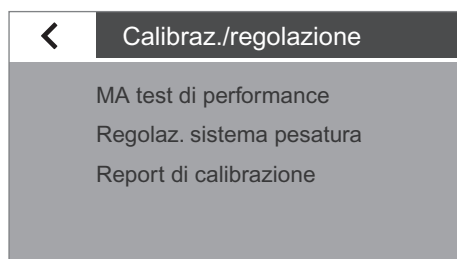 Calibraz./regolazione
MA test di performance
Regolaz. sistema pesatura
Report di calibrazione